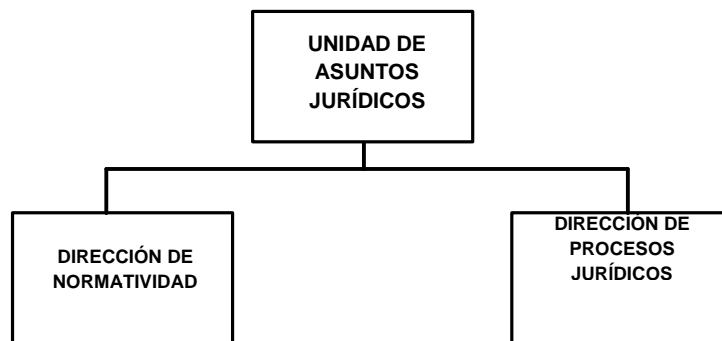 UNIDAD DE
ASUNTOS
JURÍDICOS
DIRECCIÓN DE
NORMATIVIDAD
DIRECCIÓN DE
PROCESOS
JURÍDICOS